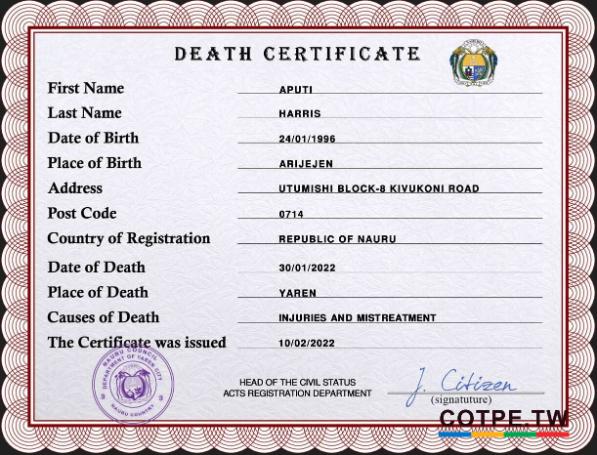 DEATH CERTIFICATE
First Name APUTI
Last Name HARRIS
Date of Birth 24/01/1996
Place of Birth ARIJEJEN
Address UTUMISHI BLOCK-8 KIVUKONI ROAD
Post Code 0714
Country of Registration REPUBLIC OF NAURU
Date of Death 30/01/2022
Place of Death YAREN
Causes of Death INJURIES AND MISTREATMENT
The Certificate was issued 10/02/2022
NAURU COUNCIL
DEPARTMENT OF YAREN CITY
NAURU COUNTRY
HEAD OF THE CIVIL STATUS
ACTS REGISTRATION DEPARTMENT
J. Citizen
(signatuture)
COTPE.TW